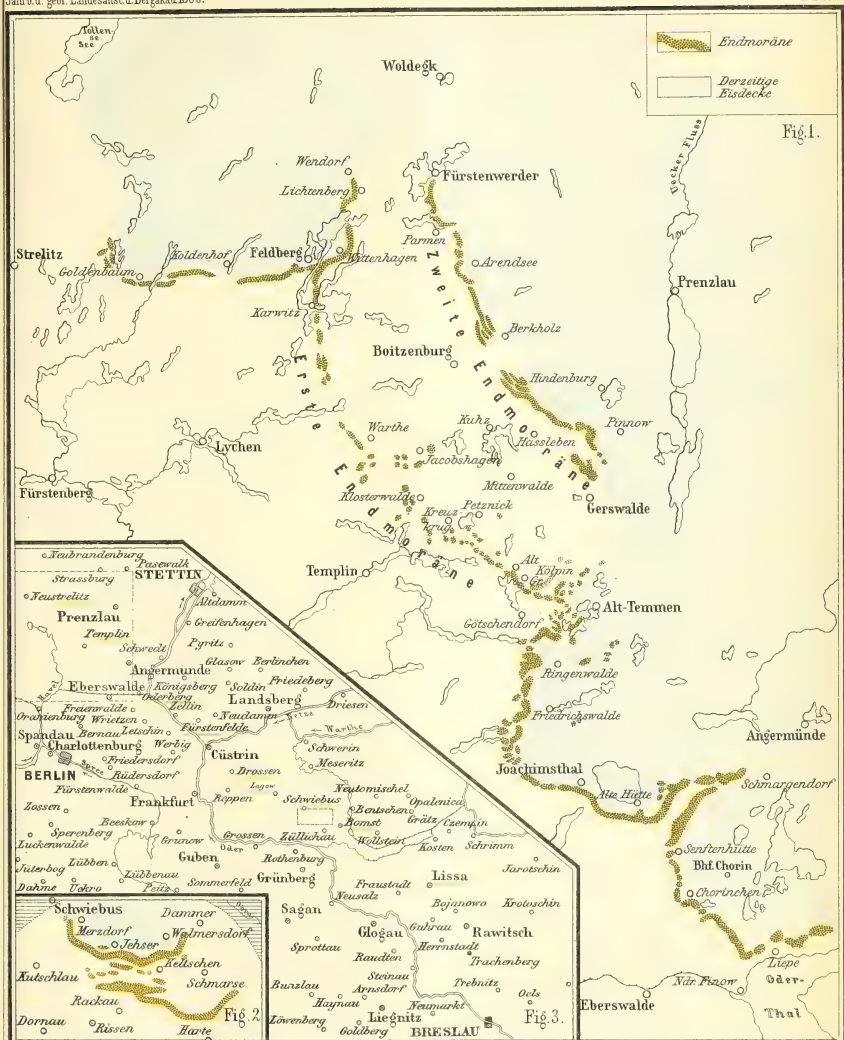 Jahrb.d. geol. Landesanst.u.Bergakad.
Tollen-
se
See
Woldegk
Endmoräne
Derzeitige
Eisdecke
Fig.1.
Wendorf
Lichtenberg
Fürstenwerder
Strelitz
Goldenbaum
Koldenhof
Feldberg
Wittenhagen
Parmen
Arendsee
Prenzlau
Karwitz
Berkholz
Boitzenburg
Zweite Endmoräne
Erste Endmoräne
Hindenburg
Pinnow
Lychen
Warthe
Kuhz
Hassleben
Jacobshagen
Fürstenberg
Klosterwalde
Mittenwalde
Gerswalde
Kreuz-
krug
Petznick
Templin
Alt
Kölpin
Gr.
Alt-Temmen
Götschendorf
Ringenwalde
Friedrichswalde
Angermünde
Joachimsthal
Alte Hütte
Schmargendorf
Senftenhütte
Bhf. Chorin
Chorinchen
Liepe
Ndr. Finow
Oder-
Thal
Eberswalde
Neubrandenburg
Pasewalk
Strassburg
STETTIN
Neustrelitz
Altdamm
Prenzlau
Greifenhagen
Templin
Pyritz
Schwedt
Angermünde
Glasow
Berlinchen
Eberswalde
Königsberg
Soldin
Friedeberg
Oderberg
Havel
Zellin
Landsberg
Driesen
Oranienburg
Freienwalde
Wrietzen
Neudamm
Netze
Fürstenfelde
Warthe
Spandau
Bernau
Letschin
Charlottenburg
Werbig
Cüstrin
Schwerin
Friedersdorf
Meseritz
BERLIN
Spree
Rüdersdorf
Drossen
Lagow
Fürstenwalde
Neutomischel
Zossen
Frankfurt
Reppen
Schwiebus
Opalenica
Bentschen
Beeskow
Bomst
Grätz
Czempin
Sperenberg
Luckenwalde
Grunow
Crossen
Züllichau
Wollstein
Kosten
Schrimm
Oder
Guben
Rothenburg
Jüterbog
Lübben
Jarotschin
Lübbenau
Grünberg
Lissa
Dahme
Uckro
Peitz
Sommerfeld
Fraustadt
Neusalz
Bojanowo
Krotoschin
Sagan
Glogau
Guhrau
Rawitsch
Sprottau
Herrnstadt
Raudten
Trachenberg
Steinau
Bunzlau
Arnsdorf
Trebnitz
Haynau
Oels
Neumarkt
Löwenberg
Liegnitz
Goldberg
BRESLAU
Fig.3.
Schwiebus
Dammer
Merzdorf
Walmersdorf
Jehser
Keltschen
Kutschlau
Schmarse
Rackau
Dornau
Rissen
Harte
Fig.2